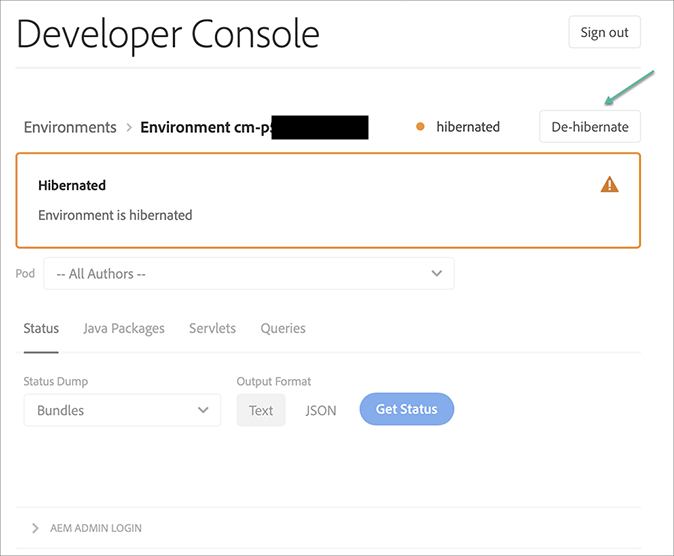 Developer Console
Sign out
Environments > Environment cm-p
hibernated
De-hibernate
Hibernated
Environment is hibernated
Pod
-- All Authors --
Status
Java Packages
Servlets
Queries
Status Dump
Output Format
Bundles
Text
JSON
Get Status
AEM ADMIN LOGIN